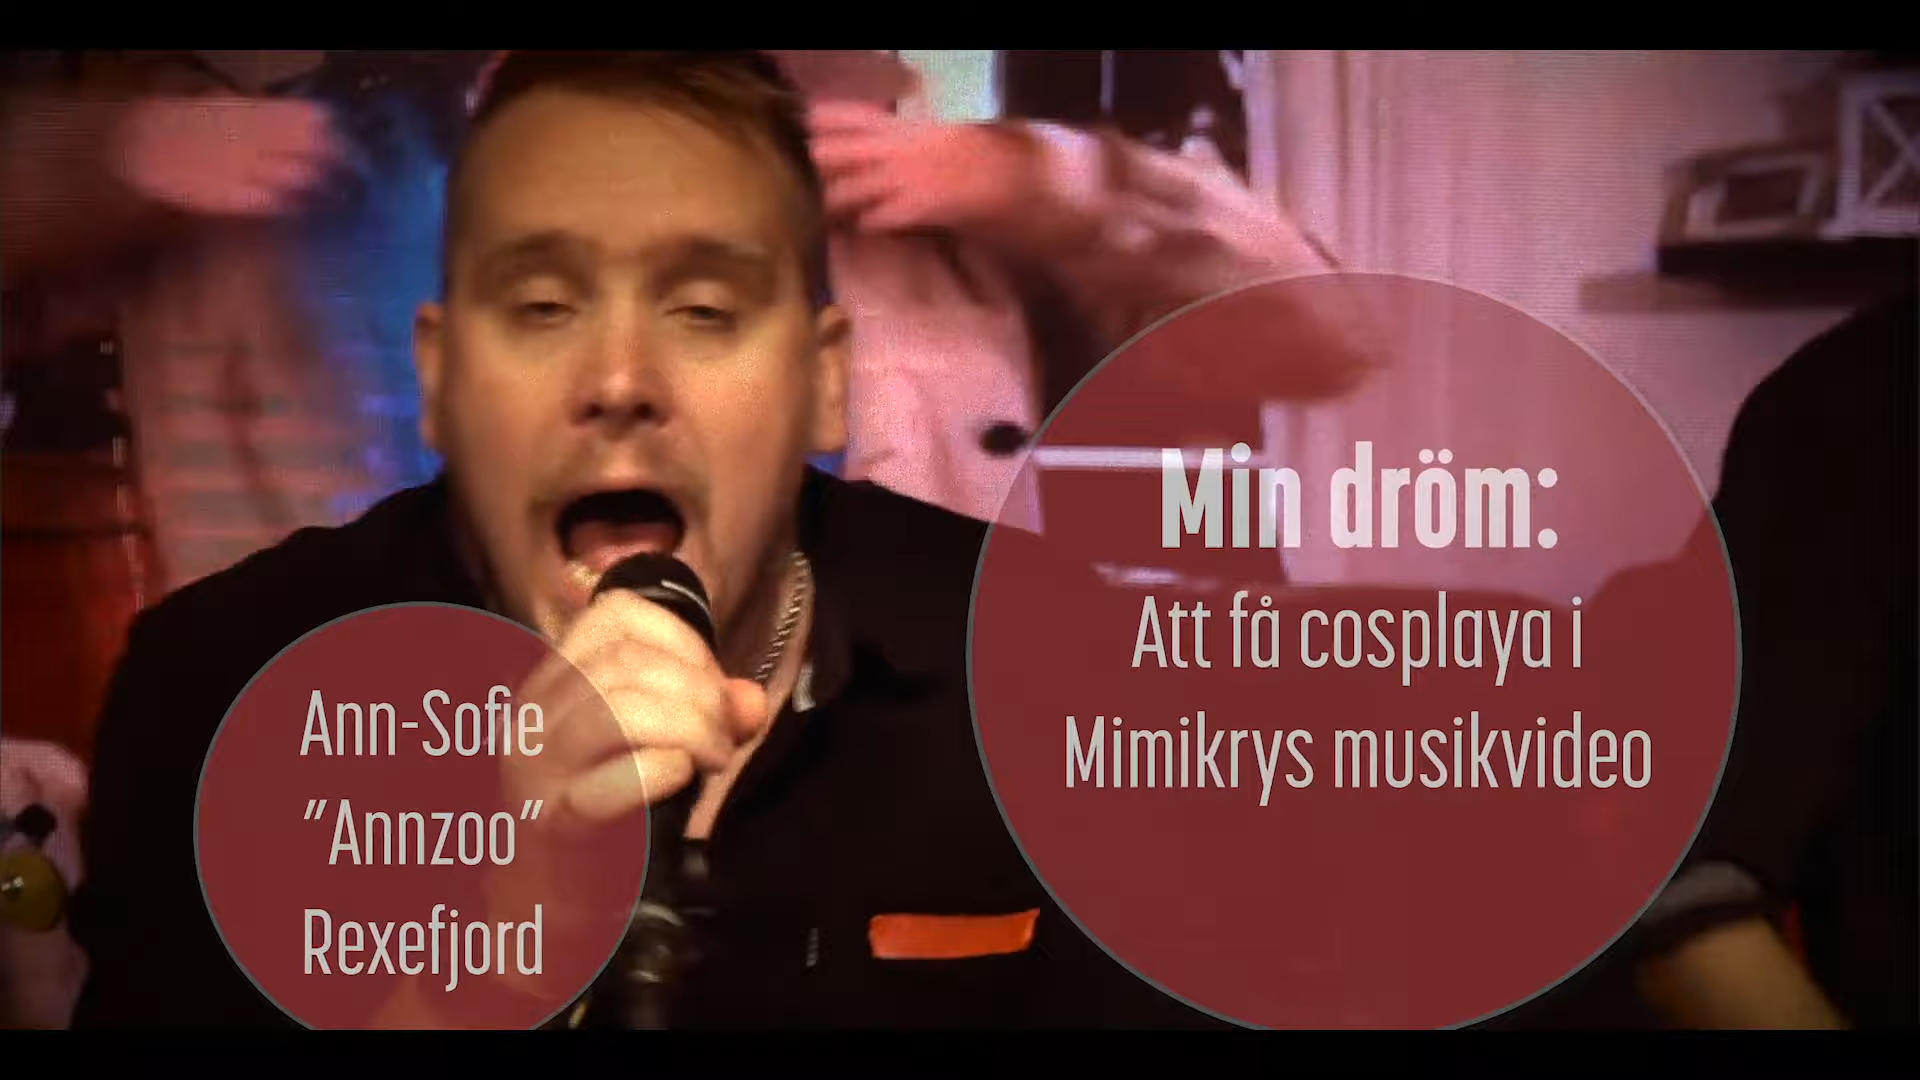 Ann-Sofie
”Annzoo”
Rexefjord
Min dröm:
Att få cosplaya i
Mimikrys musikvideo